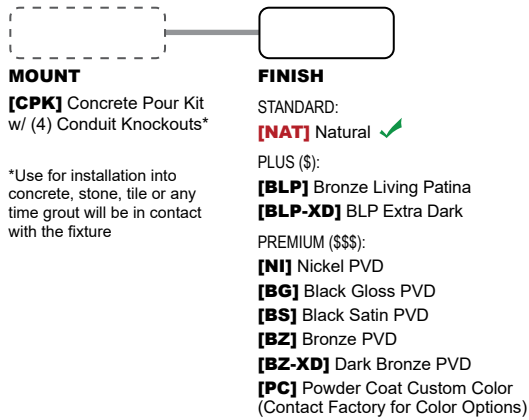 MOUNT
[CPK] Concrete Pour Kit
w/ (4) Conduit Knockouts*
*Use for installation into
concrete, stone, tile or any
time grout will be in contact
with the fixture
FINISH
STANDARD:
[NAT] Natural
PLUS ($):
[BLP] Bronze Living Patina
[BLP-XD] BLP Extra Dark
PREMIUM ($$$):
[NI] Nickel PVD
[BG] Black Gloss PVD
[BS] Black Satin PVD
[BZ] Bronze PVD
[BZ-XD] Dark Bronze PVD
[PC] Powder Coat Custom Color
(Contact Factory for Color Options)